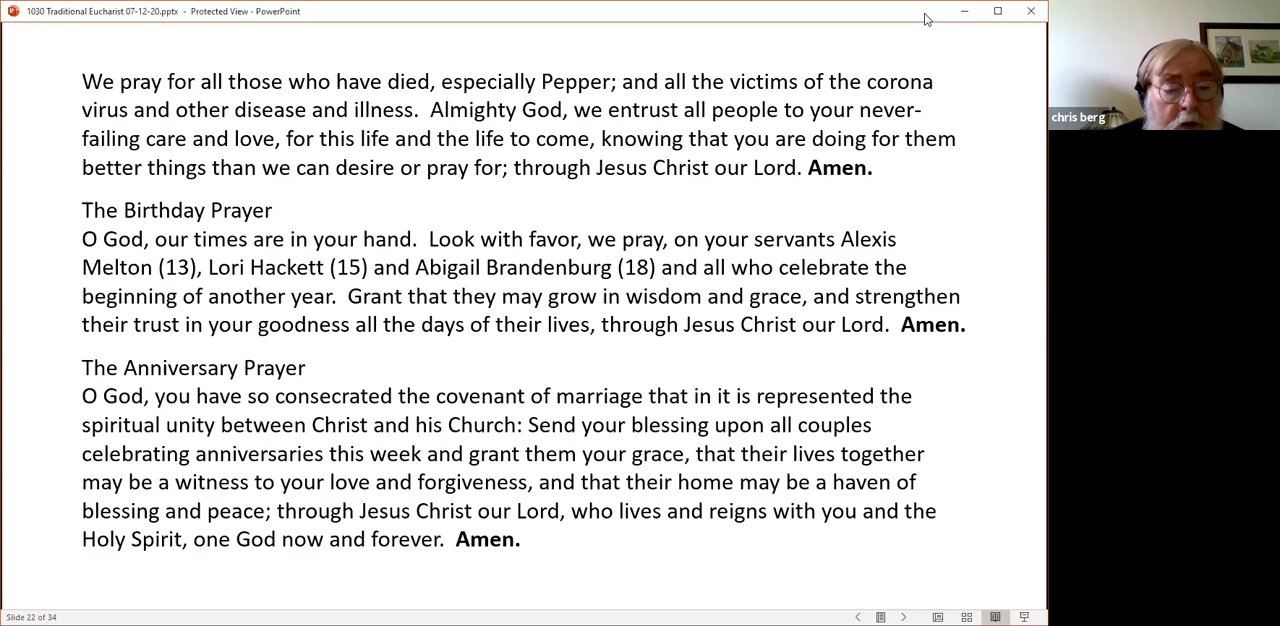 1030 Traditional Eucharist 07-12-20.pptx - Protected View - PowerPoint
We pray for all those who have died, especially Pepper; and all the victims of the corona
virus and other disease and illness.  Almighty God, we entrust all people to your never-
failing care and love, for this life and the life to come, knowing that you are doing for them
better things than we can desire or pray for; through Jesus Christ our Lord. Amen.
The Birthday Prayer
O God, our times are in your hand.  Look with favor, we pray, on your servants Alexis
Melton (13), Lori Hackett (15) and Abigail Brandenburg (18) and all who celebrate the
beginning of another year.  Grant that they may grow in wisdom and grace, and strengthen
their trust in your goodness all the days of their lives, through Jesus Christ our Lord.  Amen.
The Anniversary Prayer
O God, you have so consecrated the covenant of marriage that in it is represented the
spiritual unity between Christ and his Church: Send your blessing upon all couples
celebrating anniversaries this week and grant them your grace, that their lives together
may be a witness to your love and forgiveness, and that their home may be a haven of
blessing and peace; through Jesus Christ our Lord, who lives and reigns with you and the
Holy Spirit, one God now and forever.  Amen.
Slide 22 of 34
chris berg